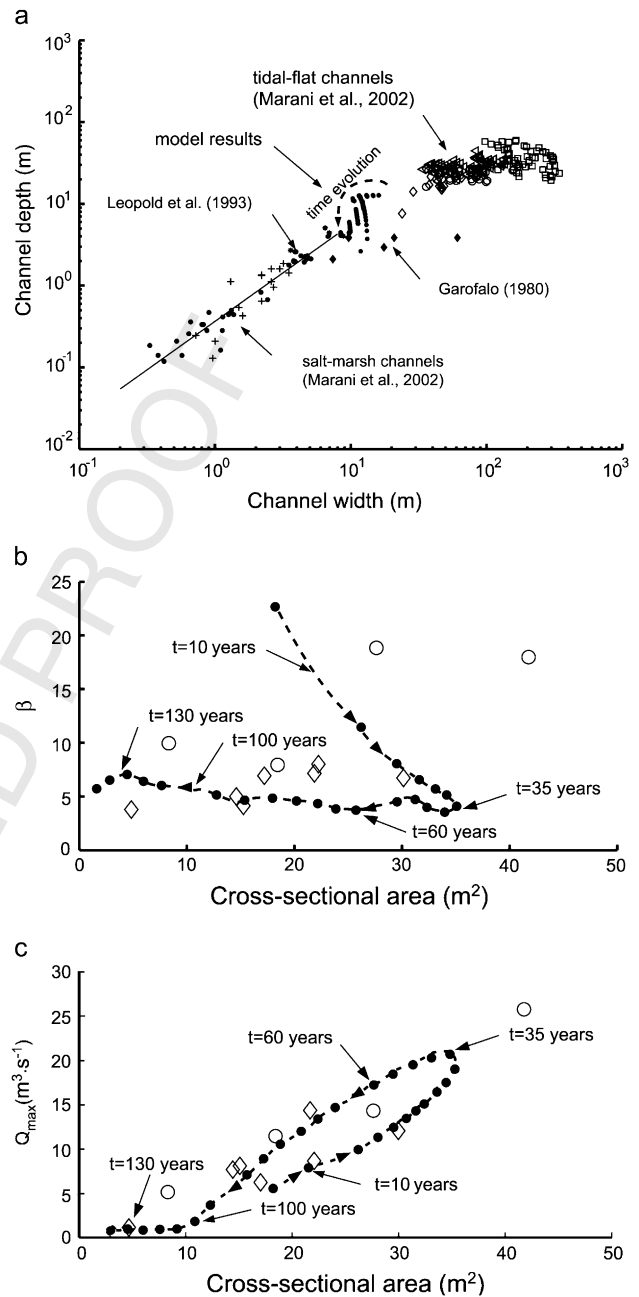 a
10³
10²
10¹
10⁰
10⁻¹
10⁻²
Channel depth (m)
tidal-flat channels
(Marani et al., 2002)
model results
time evolution
Leopold et al. (1993)
Garofalo (1980)
salt-marsh channels
(Marani et al., 2002)
10⁻¹ 10⁰ 10¹ 10² 10³
Channel width (m)
b
25
20
15
10
5
0
β
t=10 years
t=130 years
t=100 years
t=35 years
t=60 years
0 10 20 30 40 50
Cross-sectional area (m²)
c
30
25
20
15
10
5
0
Qmax(m³·s⁻¹)
t=60 years
t=35 years
t=130 years
t=10 years
t=100 years
0 10 20 30 40 50
Cross-sectional area (m²)
D PROOF